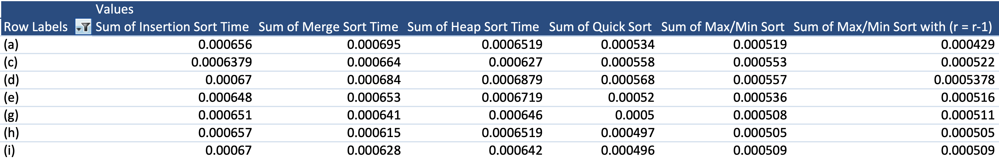 Values
Row Labels Sum of Insertion Sort Time Sum of Merge Sort Time Sum of Heap Sort Time Sum of Quick Sort Sum of Max/Min Sort Sum of Max/Min Sort with (r = r-1)
(a) 0.000656 0.000695 0.0006519 0.000534 0.000519 0.000429
(c) 0.0006379 0.000664 0.000627 0.000558 0.000553 0.000522
(d) 0.00067 0.000684 0.0006879 0.000568 0.000557 0.0005378
(e) 0.000648 0.000653 0.0006719 0.00052 0.000536 0.000516
(g) 0.000651 0.000641 0.000646 0.0005 0.000508 0.000511
(h) 0.000657 0.000615 0.0006519 0.000497 0.000505 0.000505
(i) 0.00067 0.000628 0.000642 0.000496 0.000509 0.000509